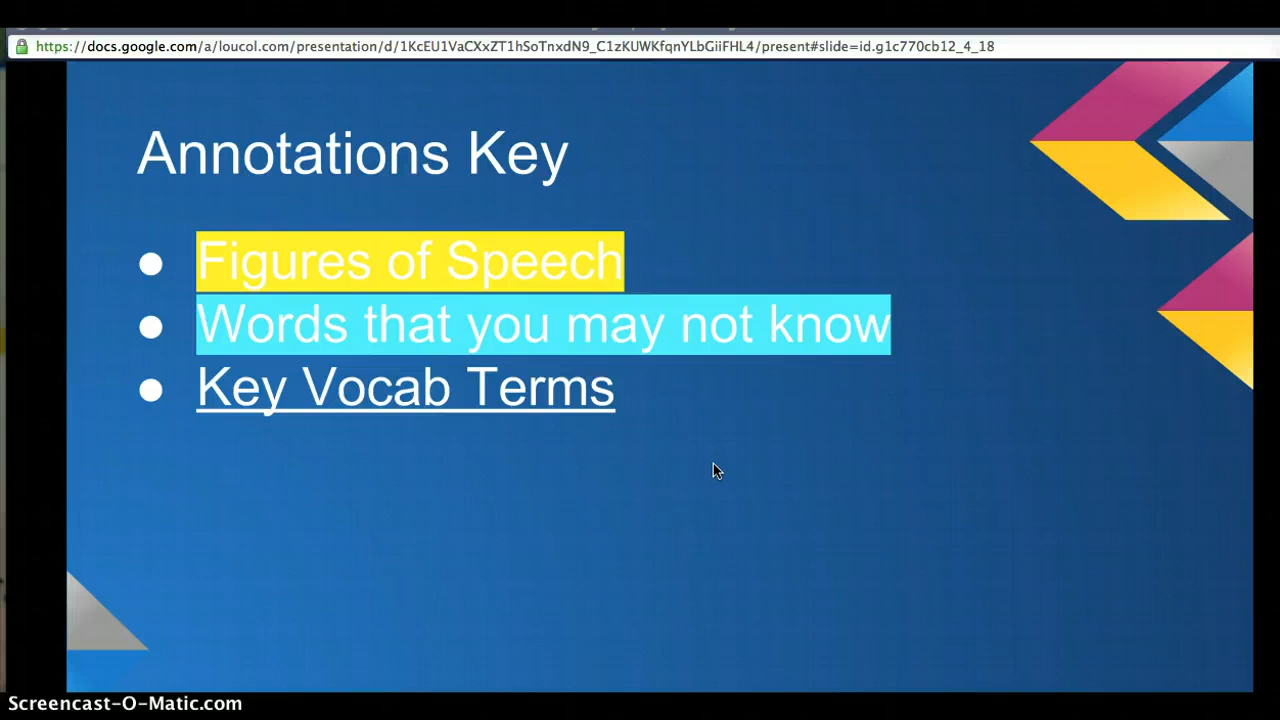 https://docs.google.com/a/loucol.com/presentation/d/1KcEU1VaCXxZT1hSoTnxdN9_C1zKUWKfqnYLbGiiFHL4/present#slide=id.g1c770cb12_4_18
Annotations Key
● Figures of Speech
● Words that you may not know
● Key Vocab Terms
Screencast-O-Matic.com